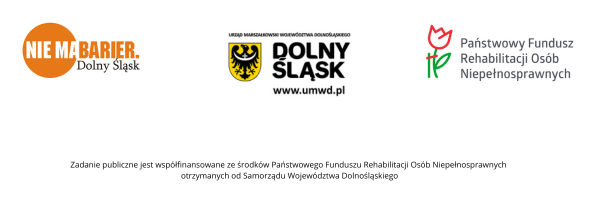 NIE MA BARIER.
Dolny Śląsk
URZĄD MARSZAŁKOWSKI WOJEWÓDZTWA DOLNOŚLĄSKIEGO
DOLNY
ŚLĄSK
www.umwd.pl
Państwowy Fundusz
Rehabilitacji Osób
Niepełnosprawnych
Zadanie publiczne jest współfinansowane ze środków Państwowego Funduszu Rehabilitacji Osób Niepełnosprawnych
otrzymanych od Samorządu Województwa Dolnośląskiego